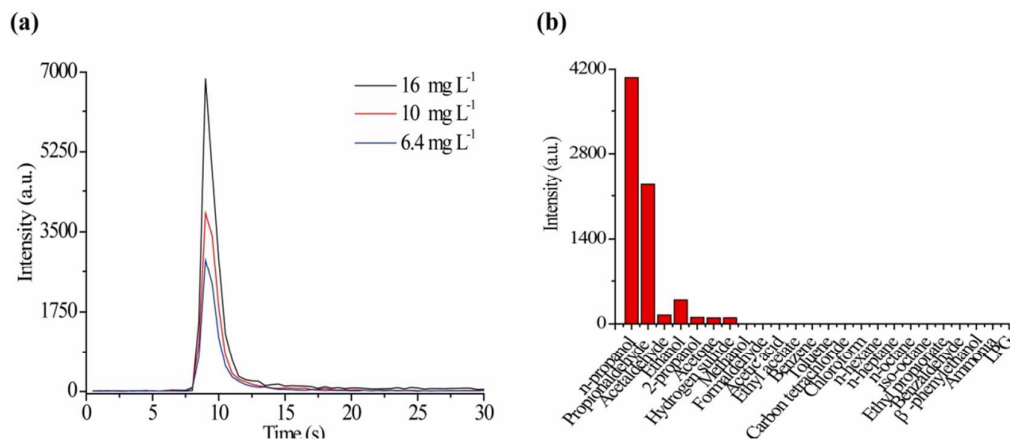 (a)
7000
5250
3500
1750
0
Intensity (a.u.)
16 mg L⁻¹
10 mg L⁻¹
6.4 mg L⁻¹
0 5 10 15 20 25 30
Time (s)
(b)
4200
2800
1400
0
Intensity (a.u.)
n-propanol
Propionaldehyde
Acetaldehyde
Ethanol
2-propanol
Acetone
Hydrogen sulfide
Methanol
Formaldehyde
Acetic acid
Ethyl acetate
Benzene
Toluene
Carbon tetrachloride
Chloroform
n-hexane
n-heptane
n-octane
iso-octane
Ethyl propionate
Benzaldehyde
β -phenylethanol
Ammonia
LPG